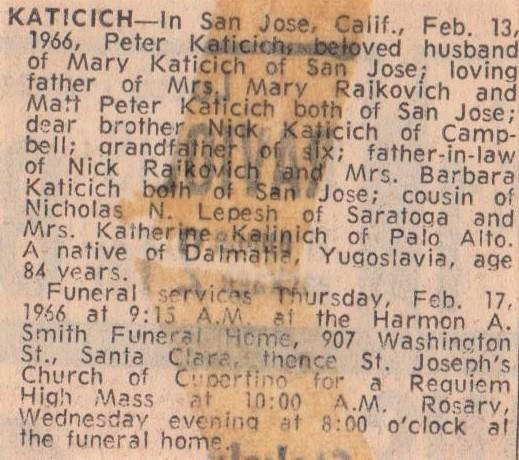 KATICICH—In San Jose, Calif., Feb. 13,
1966, Peter Katicich, beloved husband
of Mary Katicich of San Jose; loving
father of Mrs. Mary Rajkovich and
Matt Peter Katicich both of San Jose;
dear brother Nick Katicich of Camp-
bell; grandfather of six; father-in-law
of Nick Rajkovich and Mrs. Barbara
Katicich both of San Jose; cousin of
Nicholas N. Lepesh of Saratoga and
Mrs. Katherine Kalinich of Palo Alto.
A native of Dalmatia, Yugoslavia, age
84 years.
Funeral services Thursday, Feb. 17,
1966 at 9:15 A.M. at the Harmon A.
Smith Funeral Home, 907 Washington
St., Santa Clara, thence St. Joseph's
Church of Cupertino for a Requiem
High Mass at 10:00 A.M. Rosary,
Wednesday evening at 8:00 o'clock at
the funeral home.